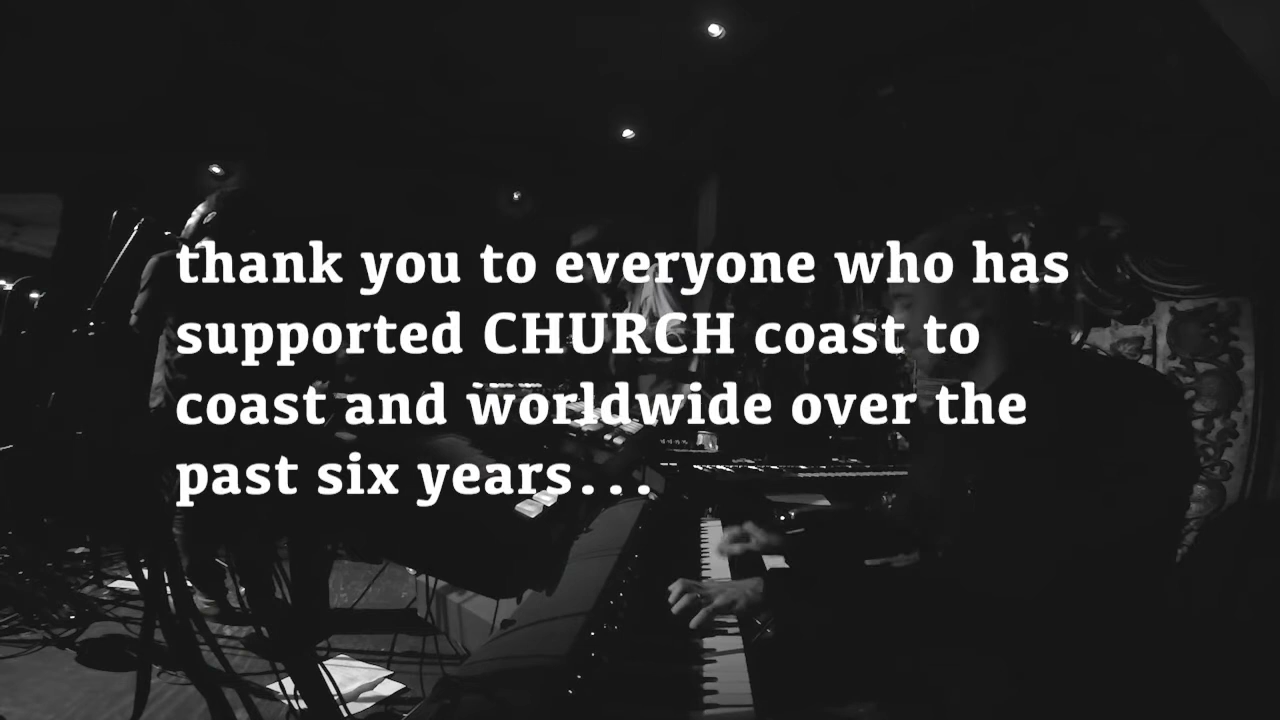 thank you to everyone who has
supported CHURCH coast to
coast and worldwide over the
past six years...